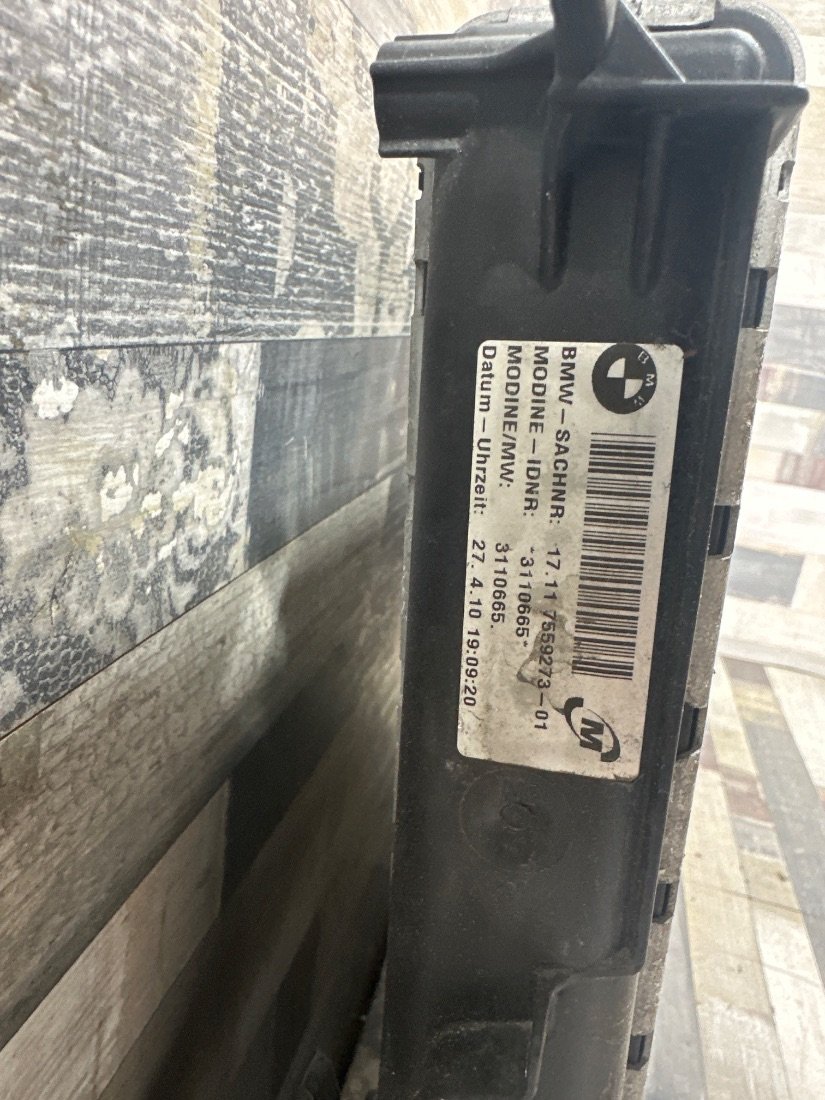 BMW
BMW-SACHNR: 17.11 7559273-01
MODINE-IDNR: *3110665*
MODINE/MW: 3110665.
Datum-Uhrzeit: 27. 4.10 19:09:20
M